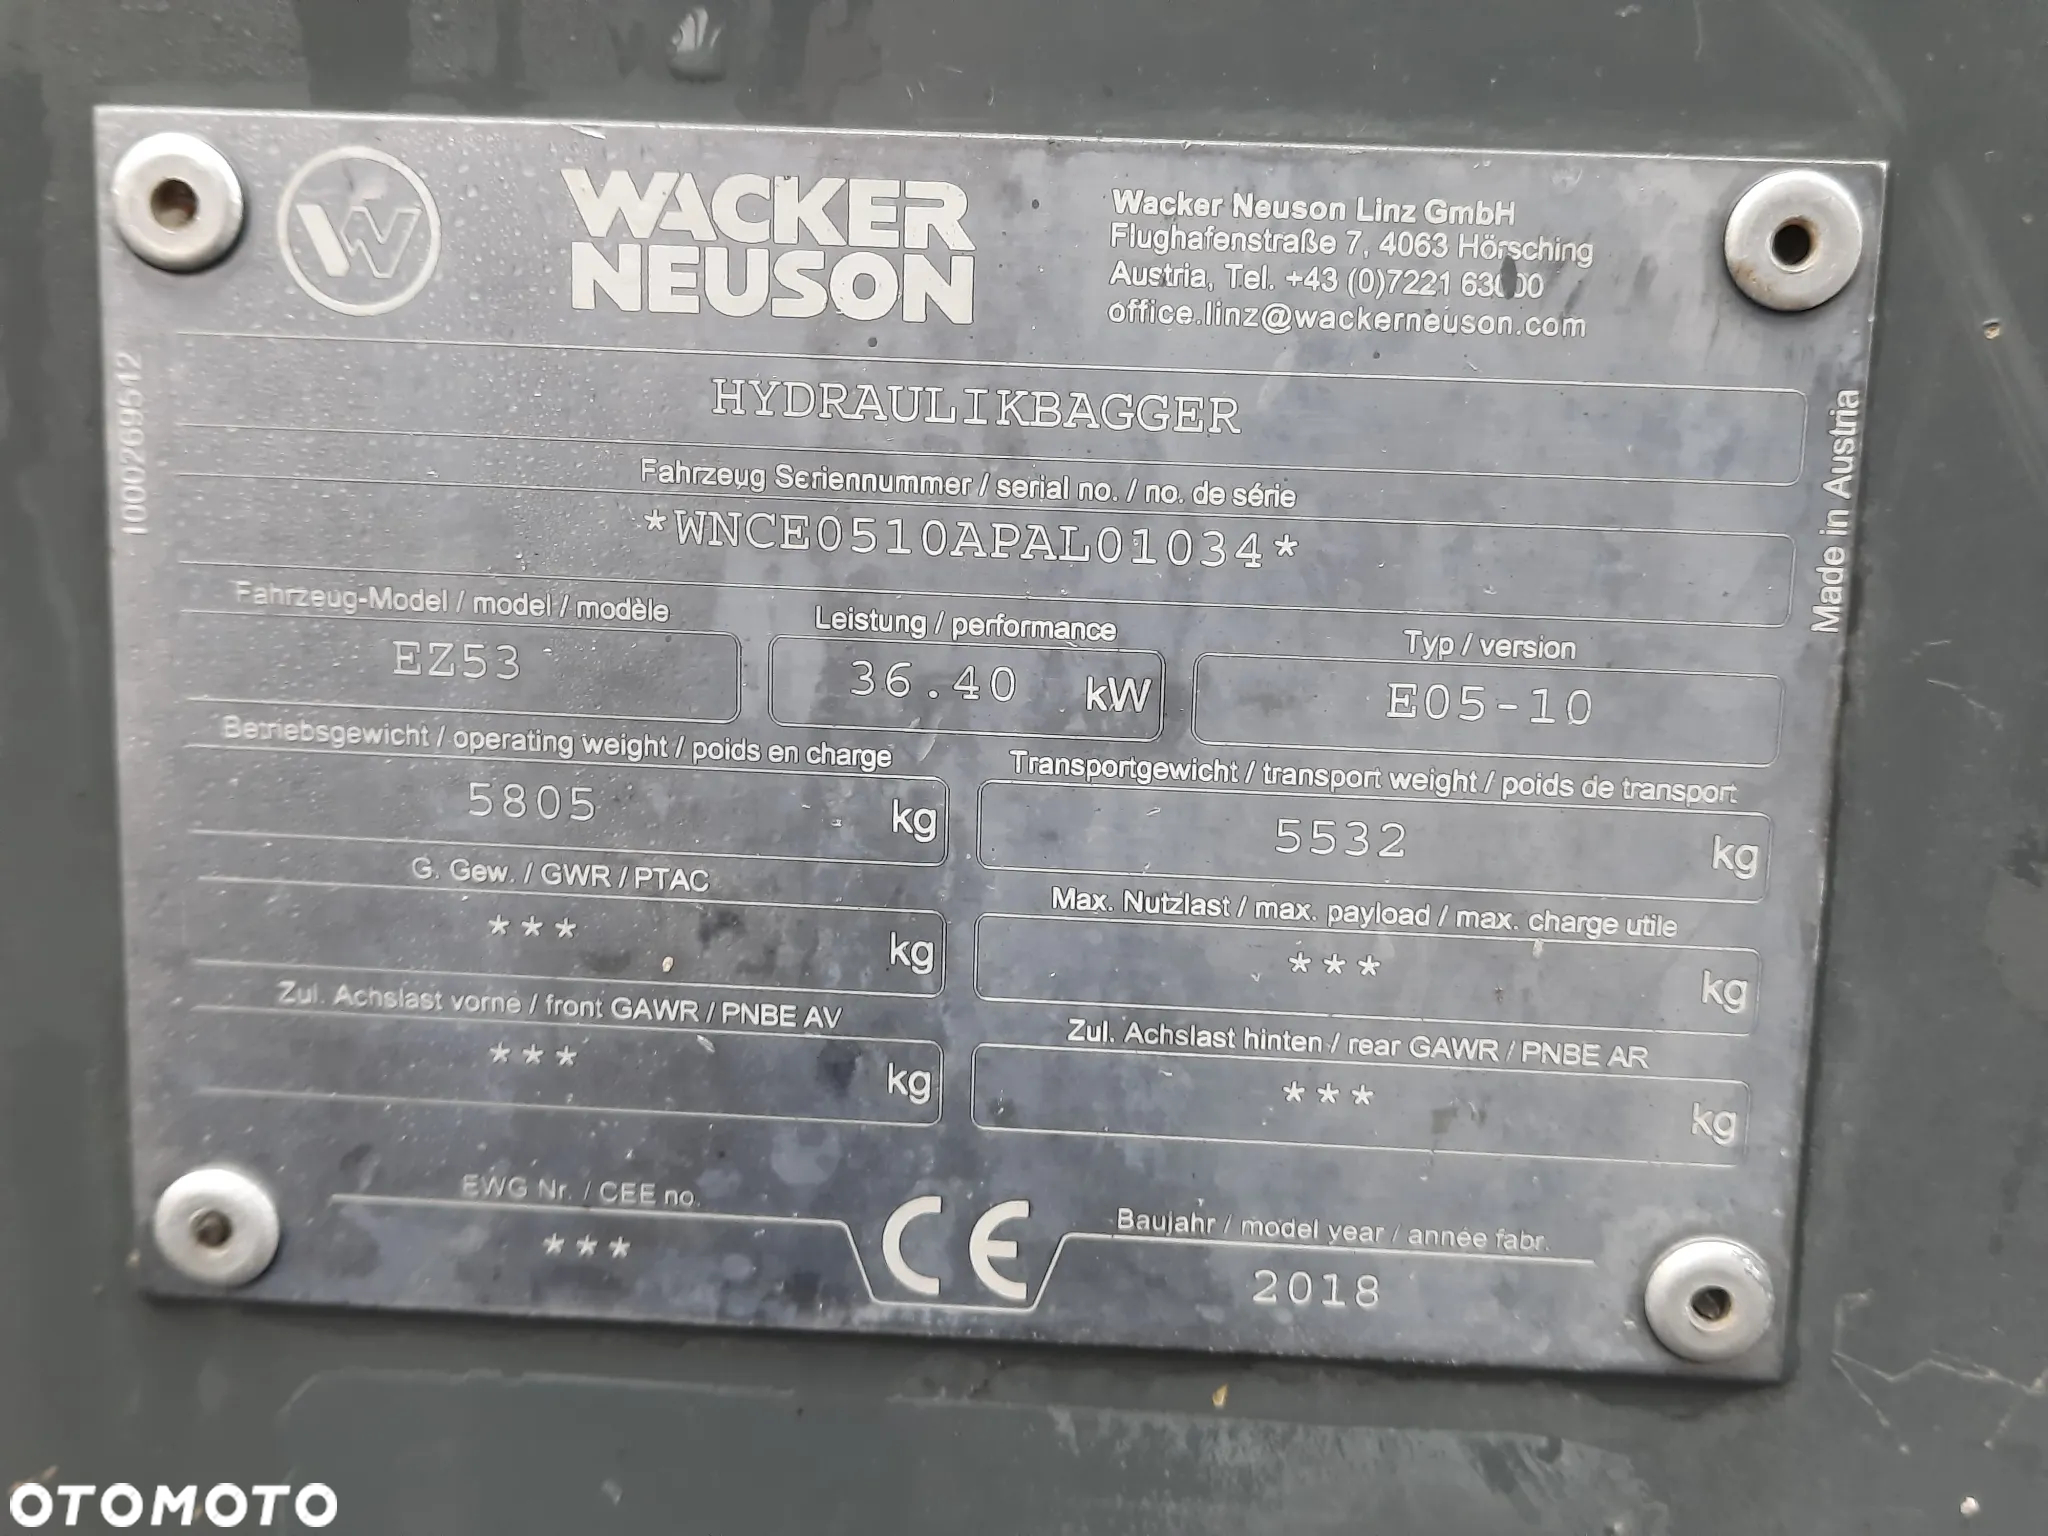 WACKER
NEUSON
Wacker Neuson Linz GmbH
Flughafenstraße 7, 4063 Hörsching
Austria, Tel. +43 (0)7221 63000
office.linz@wackerneuson.com
1000269512
Made in Austria
HYDRAULIKBAGGER
Fahrzeug Seriennummer / serial no. / no. de série
*WNCE0510APAL01034*
Fahrzeug-Model / model / modèle
EZ53
Leistung / performance
36.40 kW
Typ / version
E05-10
Betriebsgewicht / operating weight / poids en charge
5805 kg
Transportgewicht / transport weight / poids de transport
5532 kg
G. Gew. / GWR / PTAC
*** kg
Max. Nutzlast / max. payload / max. charge utile
*** kg
Zul. Achslast vorne / front GAWR / PNBE AV
*** kg
Zul. Achslast hinten / rear GAWR / PNBE AR
*** kg
EWG Nr. / CEE no.
***
CE
Baujahr / model year / année fabr.
2018
OTOMOTO